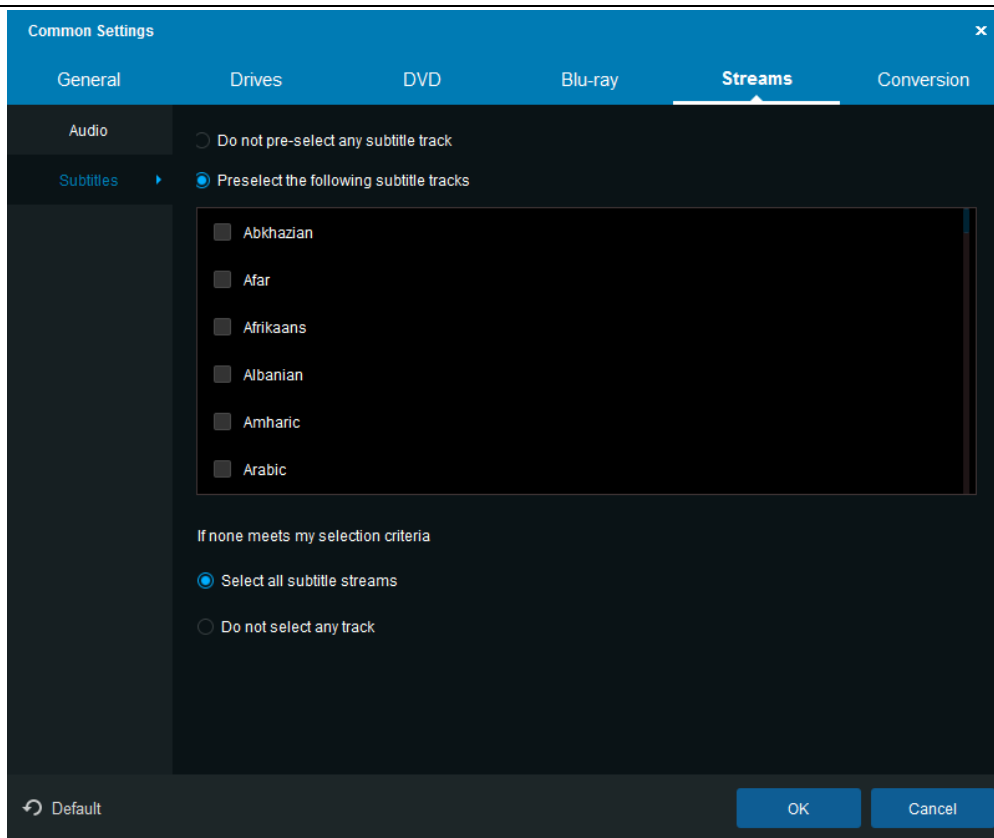 Common Settings
General Drives DVD Blu-ray Streams Conversion
Audio
Subtitles
Do not pre-select any subtitle track
Preselect the following subtitle tracks
Abkhazian
Afar
Afrikaans
Albanian
Amharic
Arabic
If none meets my selection criteria
Select all subtitle streams
Do not select any track
Default OK Cancel